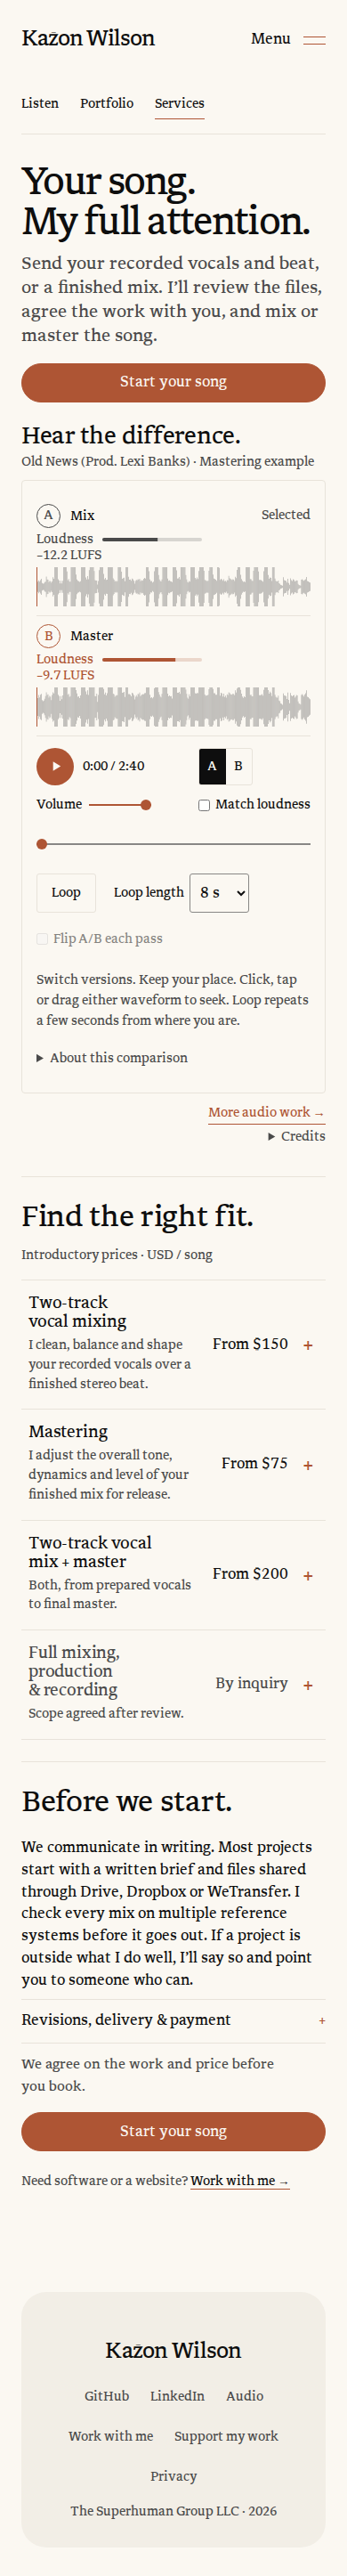 Każon Wilson
Menu
Listen Portfolio Services
Your song.
My full attention.
Send your recorded vocals and beat,
or a finished mix. I’ll review the files,
agree the work with you, and mix or
master the song.
Start your song
Hear the difference.
Old News (Prod. Lexi Banks) · Mastering example
A Mix Selected
Loudness
−12.2 LUFS
B Master
Loudness
−9.7 LUFS
0:00 / 2:40 A B
Volume Match loudness
Loop Loop length 8 s
Flip A/B each pass
Switch versions. Keep your place. Click, tap
or drag either waveform to seek. Loop repeats
a few seconds from where you are.
About this comparison
More audio work →
Credits
Find the right fit.
Introductory prices · USD / song
Two-track
vocal mixing
I clean, balance and shape
your recorded vocals over a
finished stereo beat.
From $150 +
Mastering
I adjust the overall tone,
dynamics and level of your
finished mix for release.
From $75 +
Two-track vocal
mix + master
Both, from prepared vocals
to final master.
From $200 +
Full mixing,
production
& recording
Scope agreed after review.
By inquiry +
Before we start.
We communicate in writing. Most projects
start with a written brief and files shared
through Drive, Dropbox or WeTransfer. I
check every mix on multiple reference
systems before it goes out. If a project is
outside what I do well, I’ll say so and point
you to someone who can.
Revisions, delivery & payment +
We agree on the work and price before
you book.
Start your song
Need software or a website? Work with me →
Każon Wilson
GitHub LinkedIn Audio
Work with me Support my work
Privacy
The Superhuman Group LLC · 2026